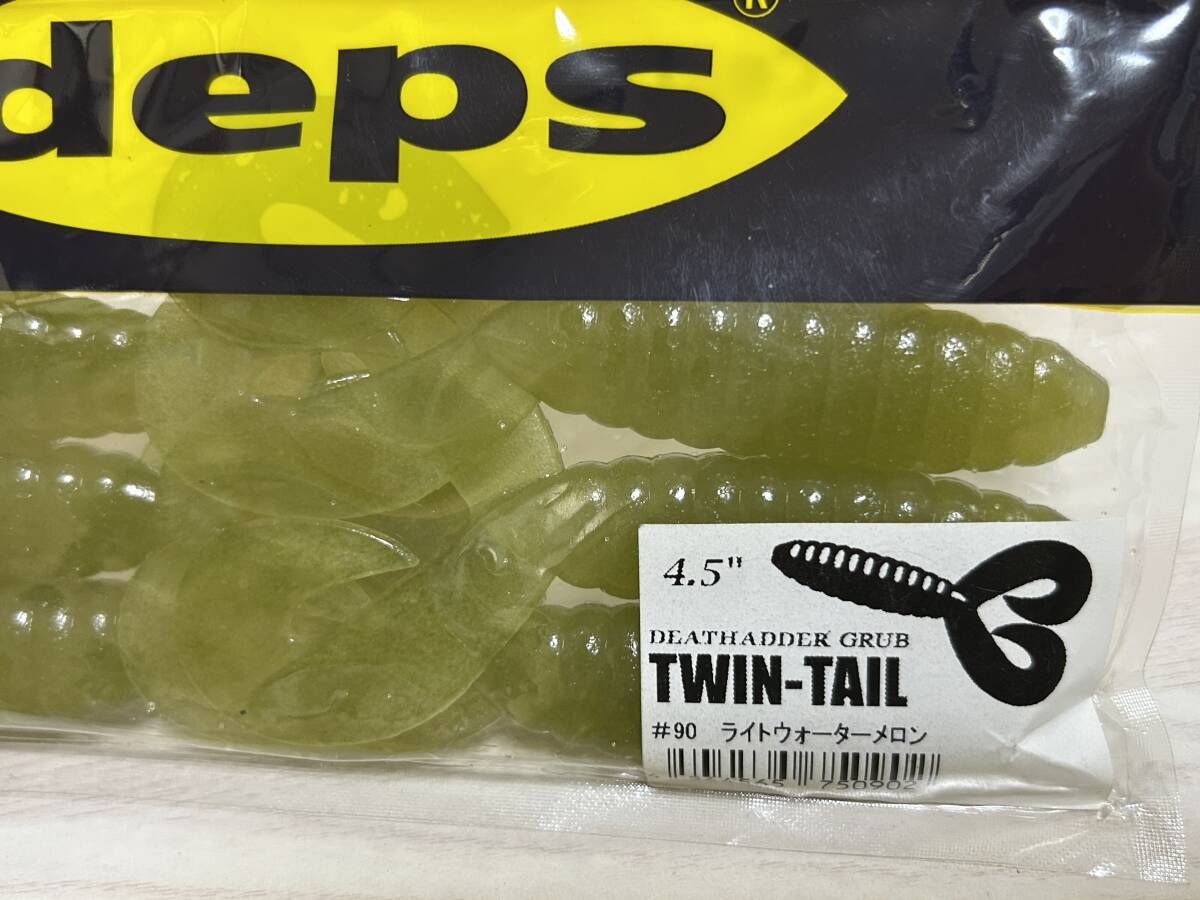 deps®
4.5"
DEATHADDER GRUB
TWIN-TAIL
#90 ライトウォーターメロン
750902